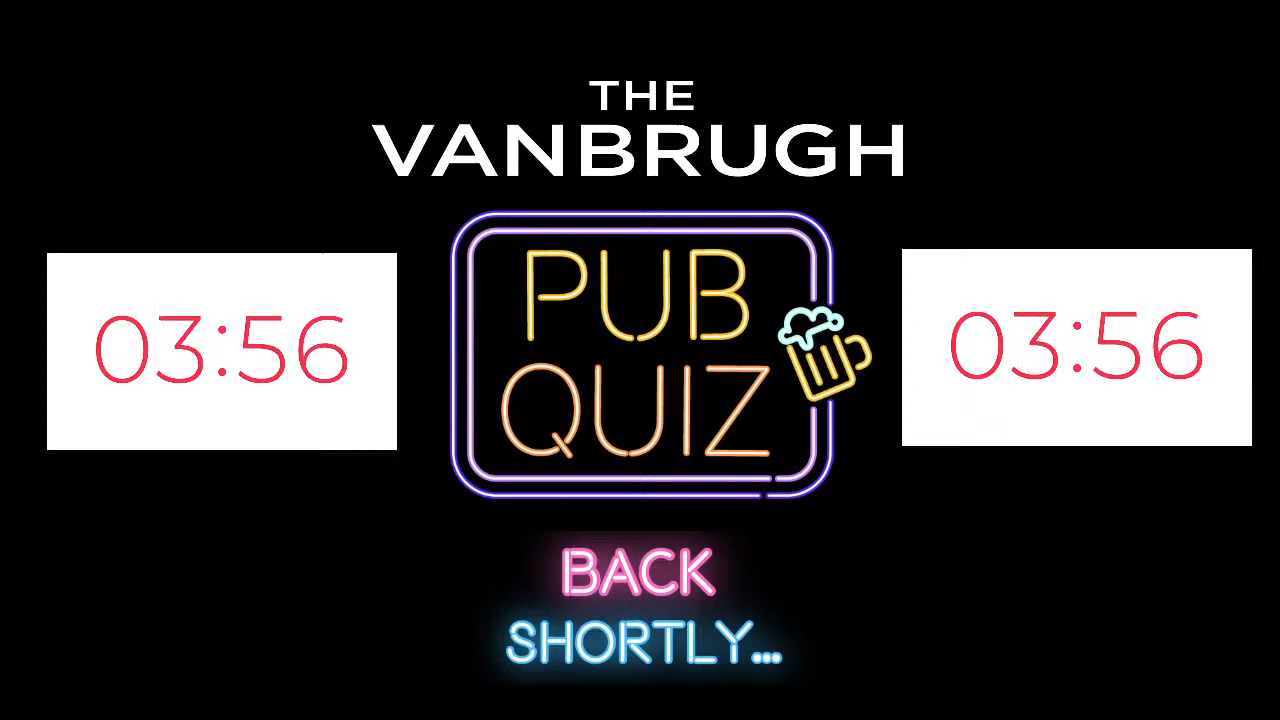 THE
VANBRUGH
03:56
PUB
QUIZ
03:56
BACK
SHORTLY...